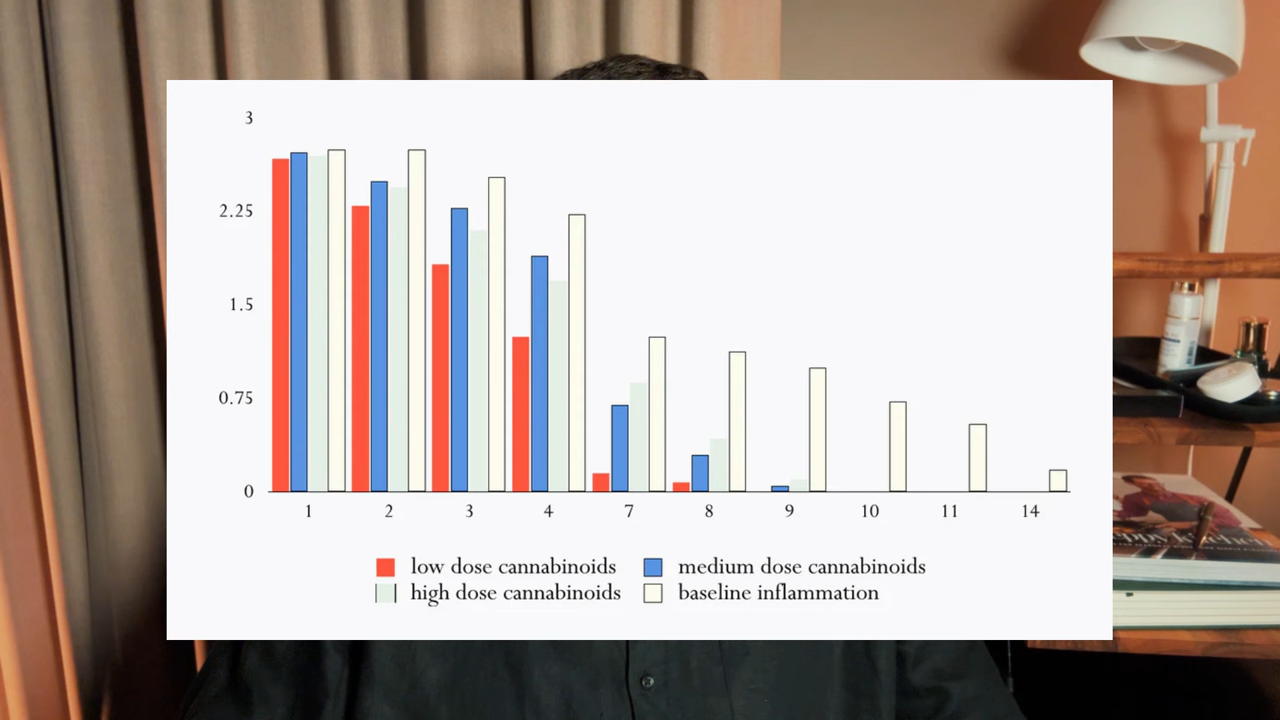 3
2.25
1.5
0.75
0
1 2 3 4 7 8 9 10 11 14
low dose cannabinoids medium dose cannabinoids
high dose cannabinoids baseline inflammation